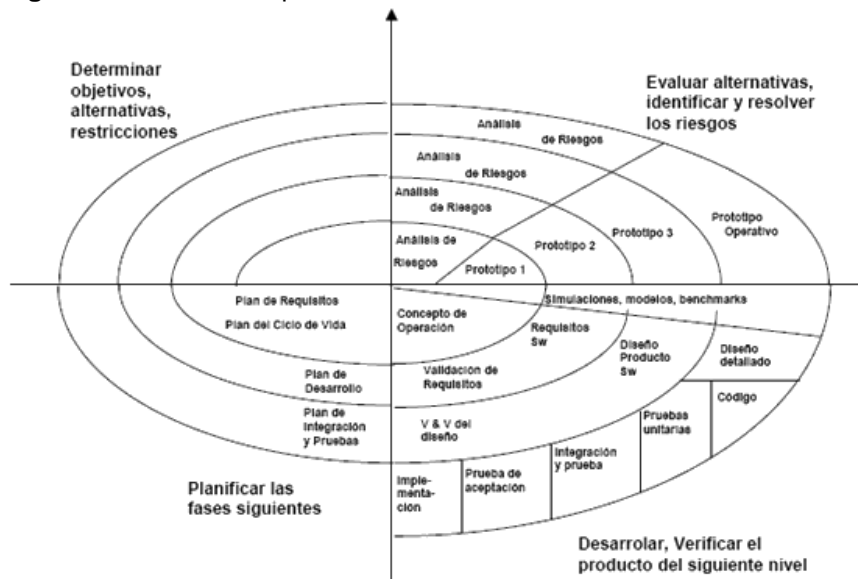 Determinar
objetivos,
alternativas,
restricciones
Evaluar alternativas,
identificar y resolver
los riesgos
Análisis
de Riesgos
Análisis
de Riesgos
Análisis
de Riesgos
Análisis de
Riesgos
Prototipo 1
Prototipo 2
Prototipo 3
Prototipo
Operativo
Simulaciones, modelos, benchmarks
Plan de Requisitos
Plan del Ciclo de Vida
Concepto de
Operación
Requisitos
Sw
Diseño
Producto
Sw
Diseño
detallado
Plan de
Desarrollo
Validación de
Requisitos
Código
Plan de
Integración
y Pruebas
V & V del
diseño
Pruebas
unitarias
Integración
y prueba
Prueba de
aceptación
Imple-
menta-
ción
Planificar las
fases siguientes
Desarrolar, Verificar el
producto del siguiente nivel